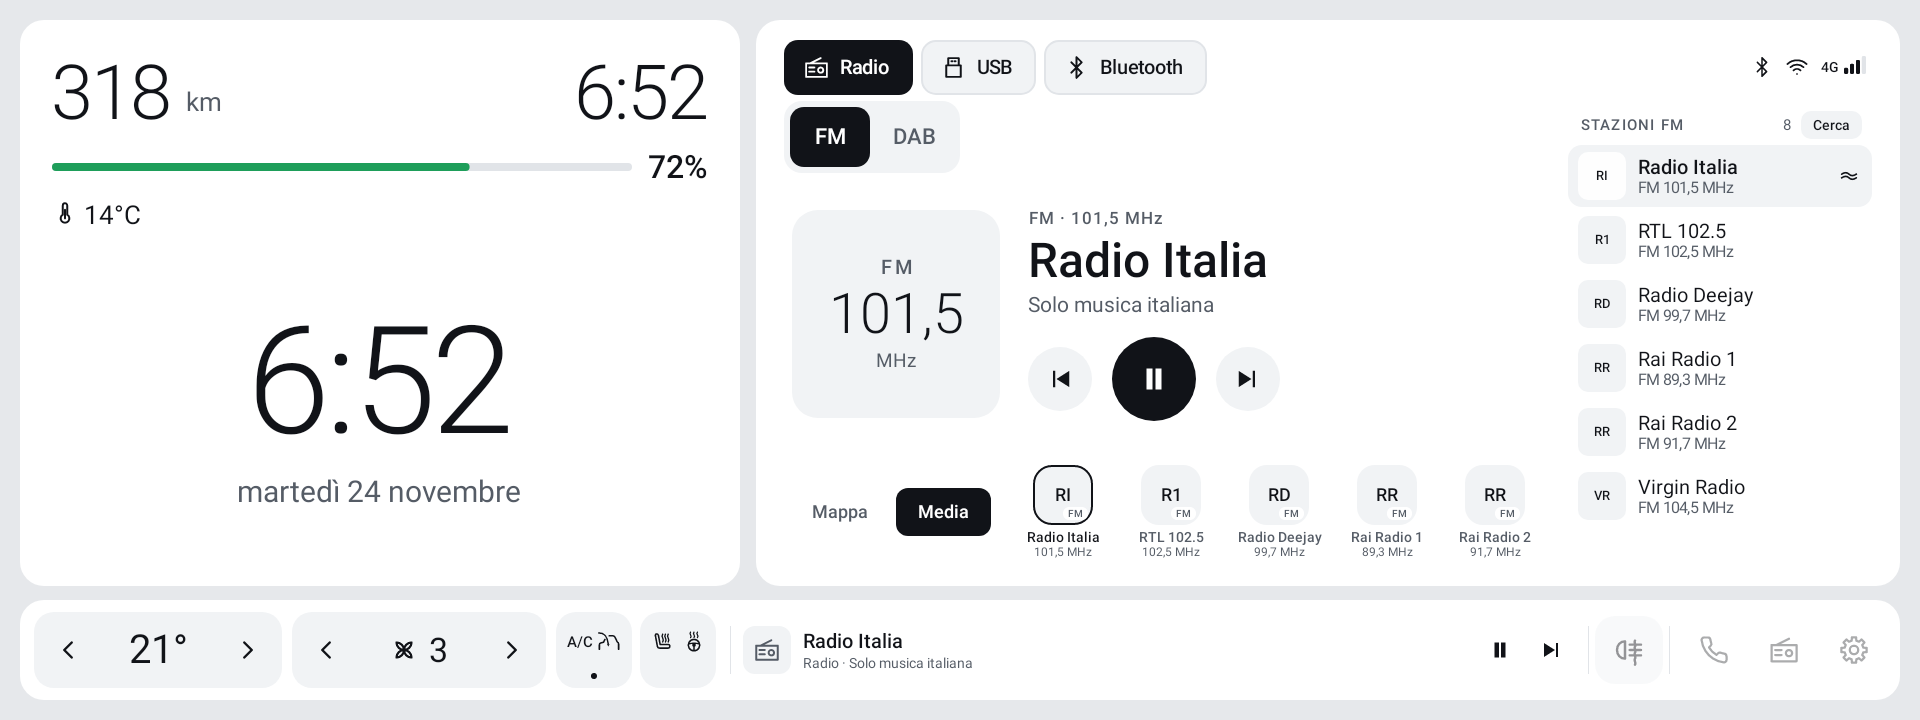 318 km
6:52
72%
14°C
6:52
martedì 24 novembre
Radio
USB
Bluetooth
4G
FM
DAB
FM
101,5
MHz
FM · 101,5 MHz
Radio Italia
Solo musica italiana
Mappa
Media
RI
FM
Radio Italia
101,5 MHz
R1
FM
RTL 102.5
102,5 MHz
RD
FM
Radio Deejay
99,7 MHz
RR
FM
Rai Radio 1
89,3 MHz
RR
FM
Rai Radio 2
91,7 MHz
STAZIONI FM
8
Cerca
RI
Radio Italia
FM 101,5 MHz
R1
RTL 102.5
FM 102,5 MHz
RD
Radio Deejay
FM 99,7 MHz
RR
Rai Radio 1
FM 89,3 MHz
RR
Rai Radio 2
FM 91,7 MHz
VR
Virgin Radio
FM 104,5 MHz
21°
3
A/C
Radio Italia
Radio · Solo musica italiana